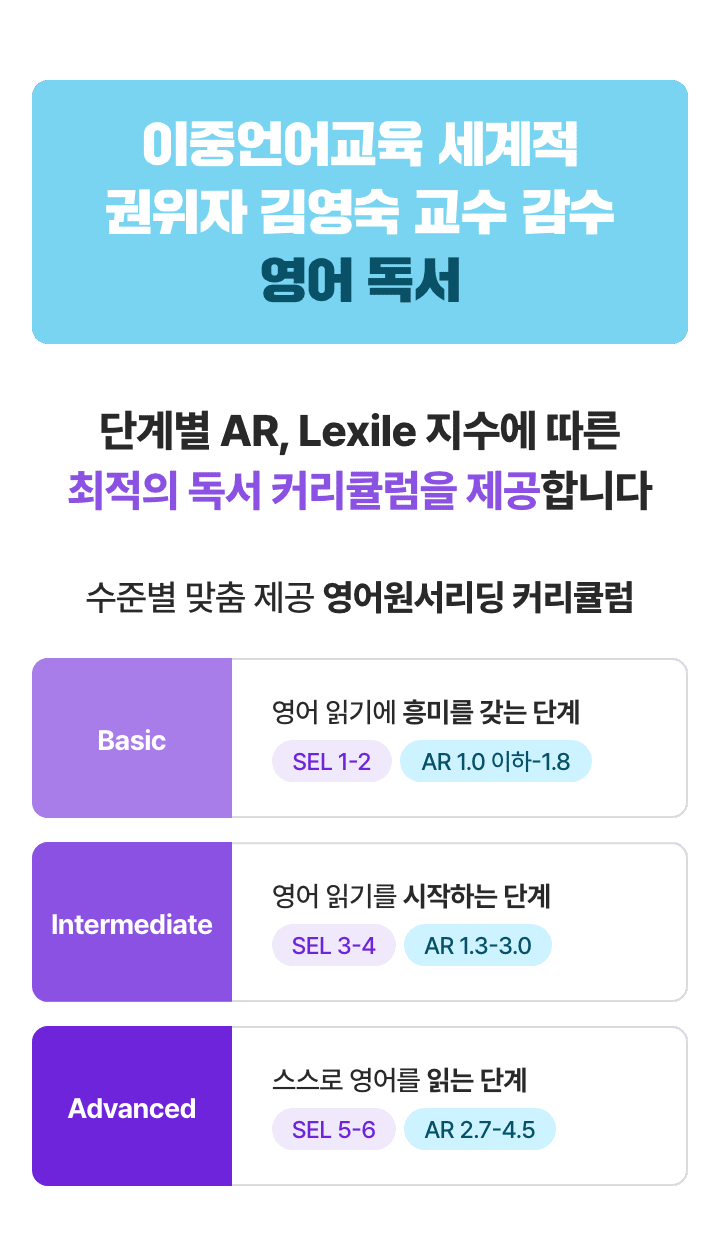 이중언어교육 세계적
권위자 김영숙 교수 감수
영어 독서
단계별 AR, Lexile 지수에 따른
최적의 독서 커리큘럼을 제공합니다
수준별 맞춤 제공 영어원서리딩 커리큘럼
Basic
영어 읽기에 흥미를 갖는 단계
SEL 1-2 AR 1.0 이하-1.8
Intermediate
영어 읽기를 시작하는 단계
SEL 3-4 AR 1.3-3.0
Advanced
스스로 영어를 읽는 단계
SEL 5-6 AR 2.7-4.5